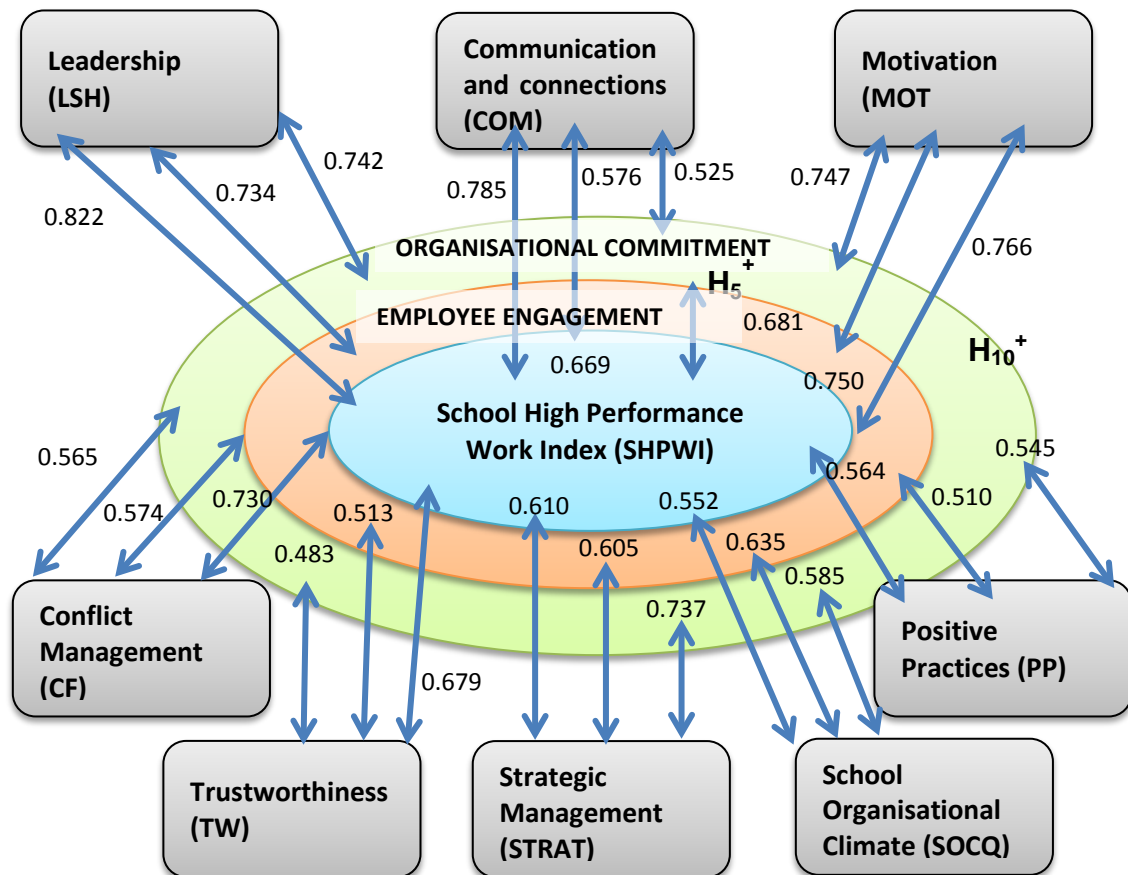 Leadership
(LSH)
Communication
and connections
(COM)
Motivation
(MOT
0.742
0.734
0.822
0.785
0.576
0.525
0.747
0.766
ORGANISATIONAL COMMITMENT
H5+
EMPLOYEE ENGAGEMENT
0.681
H10+
0.669
0.750
School High Performance
Work Index (SHPWI)
0.565
0.574
0.730
0.513
0.483
0.610
0.605
0.552
0.635
0.585
0.737
0.564
0.510
0.545
0.679
Conflict
Management
(CF)
Positive
Practices (PP)
Trustworthiness
(TW)
Strategic
Management
(STRAT)
School
Organisational
Climate (SOCQ)